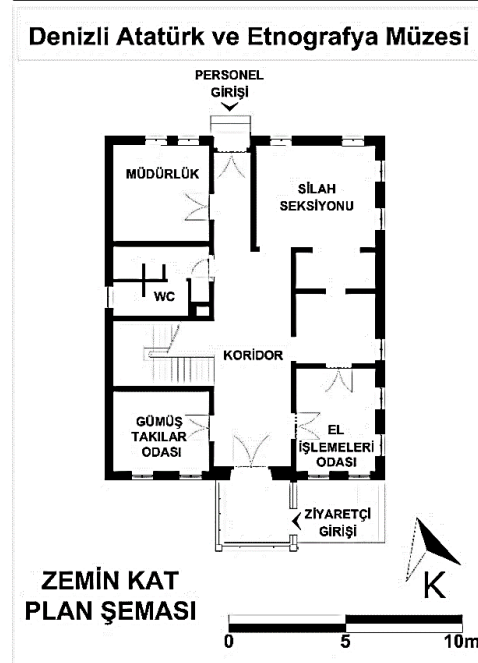 Denizli Atatürk ve Etnografya Müzesi
PERSONEL
GİRİŞİ
MÜDÜRLÜK
SİLAH
SEKSİYONU
WC
KORİDOR
GÜMÜŞ
TAKILAR
ODASI
EL
İŞLEMELERİ
ODASI
ZİYARETÇİ
GİRİŞİ
ZEMİN KAT
PLAN ŞEMASI
K
0 5 10m